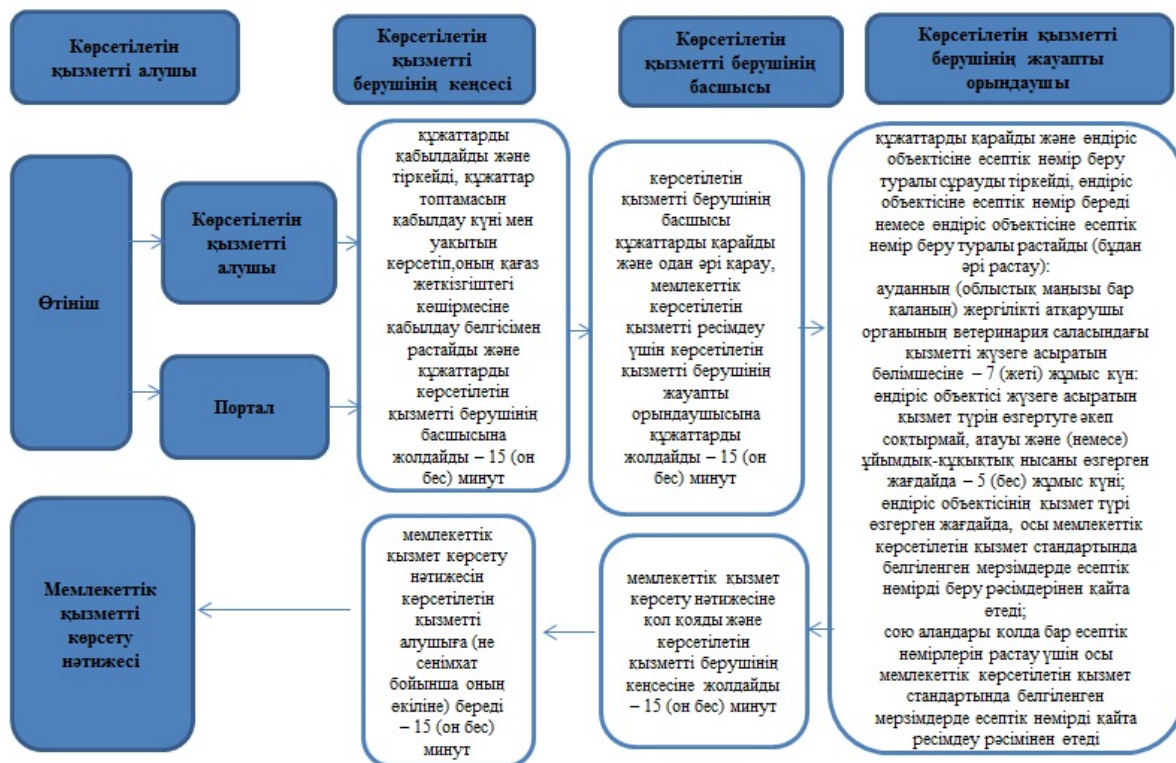 Көрсетілетін
қызметті алушы
Көрсетілетін
қызметті
берушінің кеңсесі
Көрсетілетін
қызметті берушінің
басшысы
Көрсетілетін қызметті
берушінің жауапты
орындаушы
Өтініш
Көрсетілетін
қызметті
алушы
Портал
құжаттарды
қабылдайды және
тіркейді, құжаттар
топтамасын
қабылдау күні мен
уақытын
көрсетіп,оның қағаз
жеткізгіштегі
көшірмесіне
қабылдау белгісімен
растайды және
құжаттарды
көрсетілетін
қызметті берушінің
басшысына
жолдайды – 15 (он
бес) минут
көрсетілетін
қызметті берушінің
басшысы
құжаттарды қарайды
және одан әрі қарау,
мемлекеттік
көрсетілетін
қызметті ресімдеу
үшін көрсетілетін
қызметті берушінің
жауапты
орындаушысына
құжаттарды
жолдайды – 15 (он
бес) минут
құжаттарды қарайды және өндіріс
объектісіне есептік нөмір беру
туралы сұрауды тіркейді, өндіріс
объектісіне есептік нөмір береді
немесе өндіріс объектісіне есептік
нөмір беру туралы растайды (бұдан
әрі растау):
ауданның (облыстық маңызы бар
қаланың) жергілікті атқарушы
органының ветеринария саласындағы
қызметті жүзеге асыратын
бөлімшесіне – 7 (жеті) жұмыс күн:
өндіріс объектісі жүзеге асыратын
қызмет түрін өзгертуге әкеп
соқтырмай, атауы және (немесе)
ұйымдық-құқықтық нысаны өзгерген
жағдайда – 5 (бес) жұмыс күні;
өндіріс объектісінің қызмет түрі
өзгерген жағдайда, осы мемлекеттік
көрсетілетін қызмет стандартында
белгіленген мерзімдерде есептік
нөмірді беру рәсімдерінен қайта
өтеді;
сою алаңдары қолда бар есептік
нөмірлерін растау үшін осы
мемлекеттік көрсетілетін қызмет
стандартында белгіленген
мерзімдерде есептік нөмірді қайта
ресімдеу рәсімінен өтеді
Мемлекеттік
қызметті
көрсету
нәтижесі
мемлекеттік
қызмет көрсету
нәтижесін
көрсетілетін
қызметті
алушыға (не
сенімхат
бойынша оның
өкіліне) береді
– 15 (он бес)
минут
мемлекеттік қызмет
көрсету нәтижесіне
қол қояды және
көрсетілетін
қызметті берушінің
кеңсесіне жолдайды
– 15 (он бес) минут